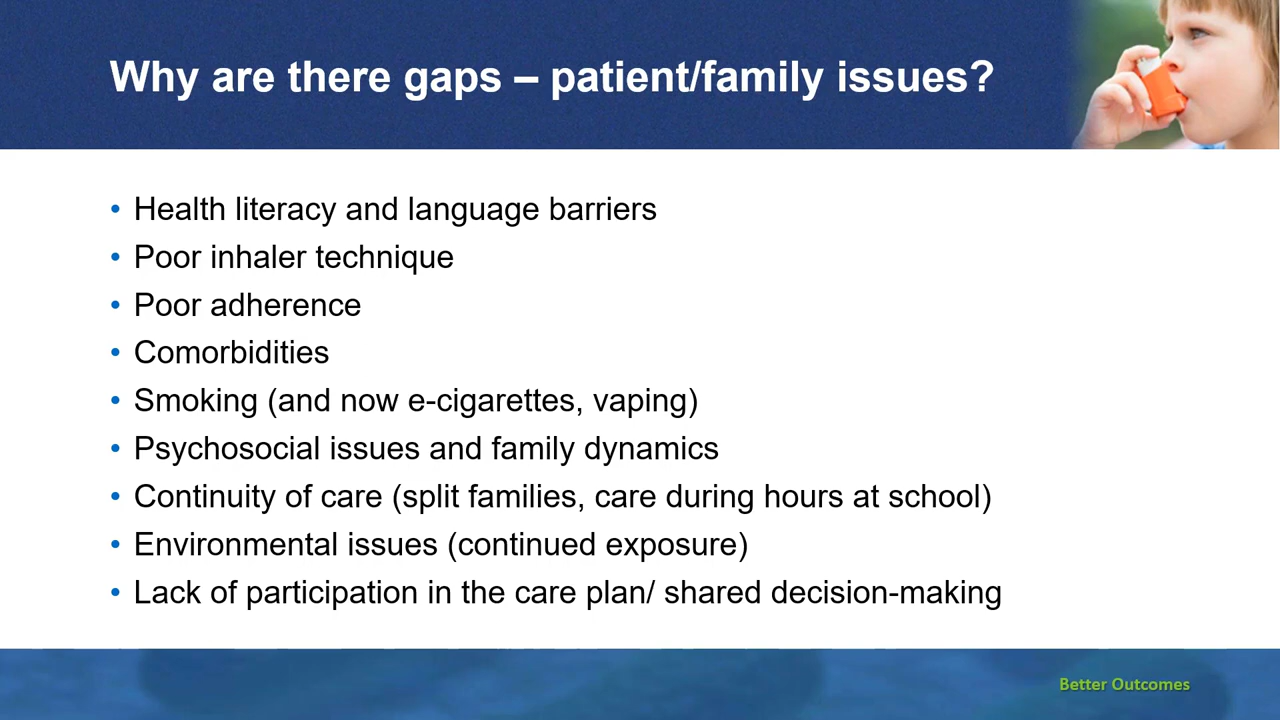 Why are there gaps – patient/family issues?
• Health literacy and language barriers
• Poor inhaler technique
• Poor adherence
• Comorbidities
• Smoking (and now e-cigarettes, vaping)
• Psychosocial issues and family dynamics
• Continuity of care (split families, care during hours at school)
• Environmental issues (continued exposure)
• Lack of participation in the care plan/ shared decision-making
Better Outcomes